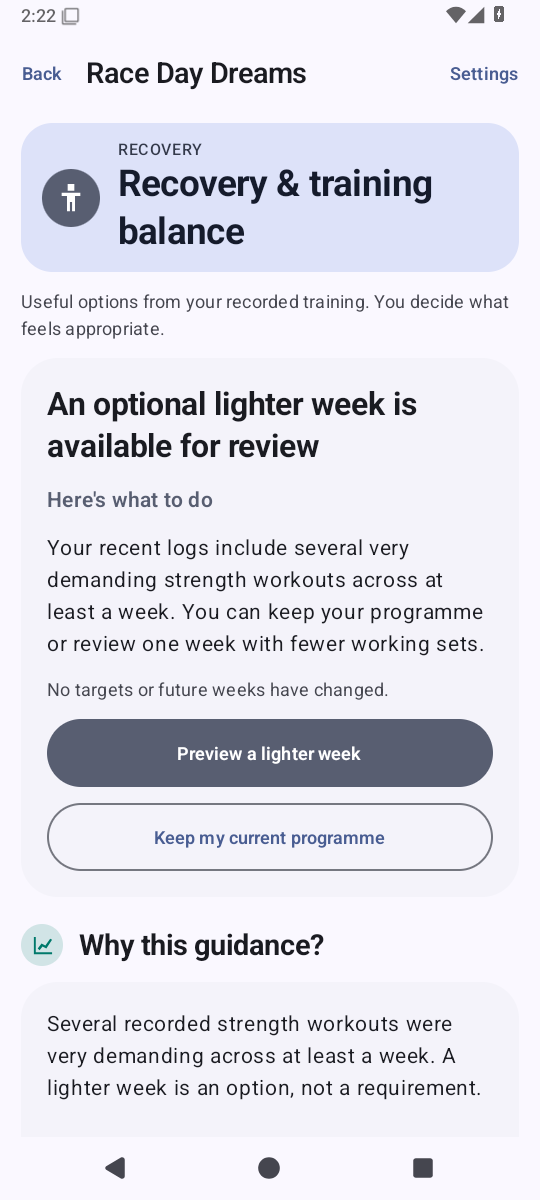 2:22
Back
Race Day Dreams
Settings
RECOVERY
Recovery & training
balance
Useful options from your recorded training. You decide what
feels appropriate.
An optional lighter week is
available for review
Here's what to do
Your recent logs include several very
demanding strength workouts across at
least a week. You can keep your programme
or review one week with fewer working sets.
No targets or future weeks have changed.
Preview a lighter week
Keep my current programme
Why this guidance?
Several recorded strength workouts were
very demanding across at least a week. A
lighter week is an option, not a requirement.